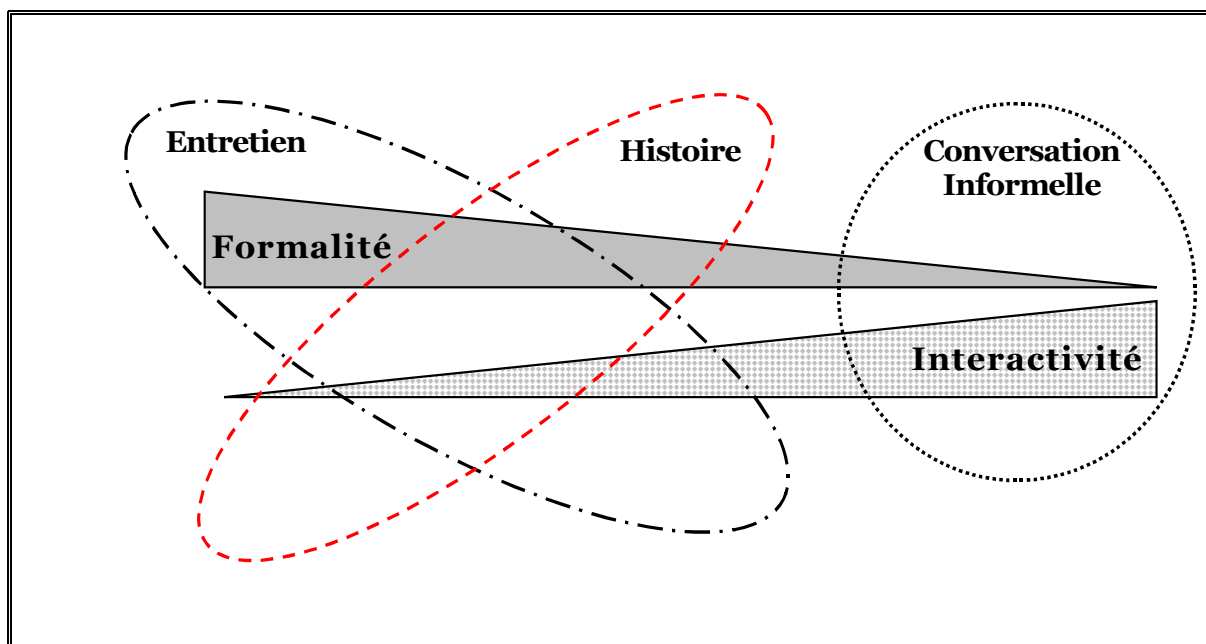 Entretien
Histoire
Conversation
Informelle
Formalité
Interactivité